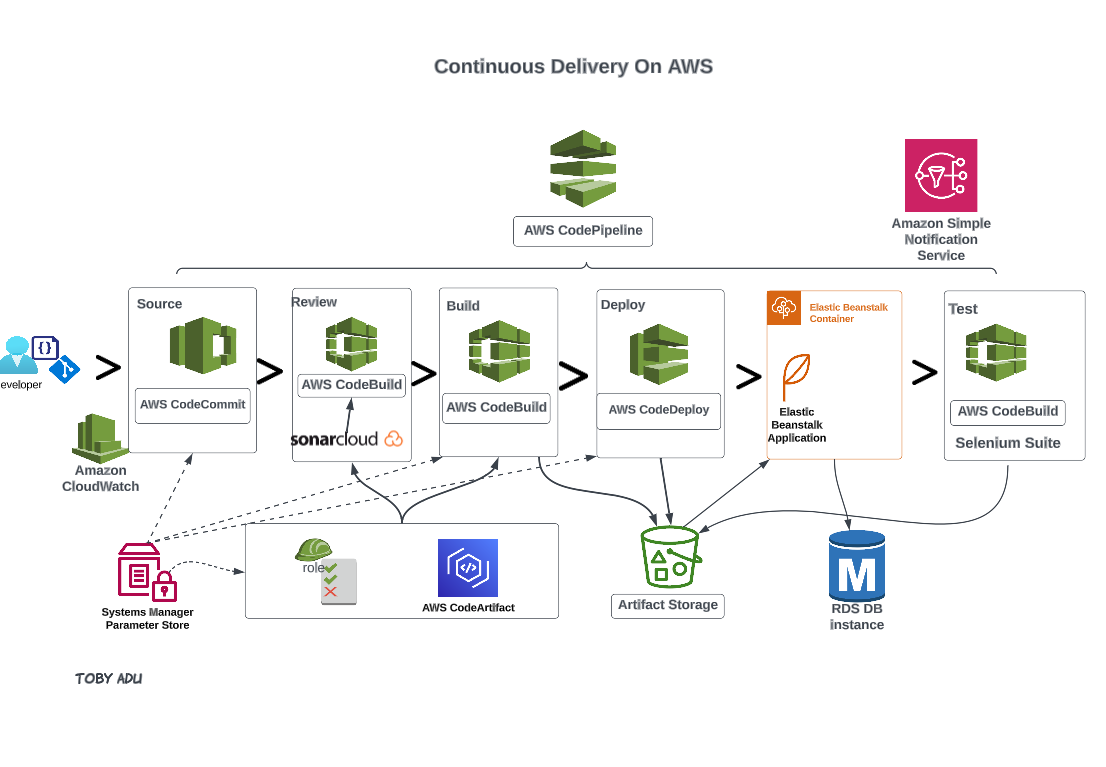 Continuous Delivery On AWS
AWS CodePipeline
Amazon Simple
Notification
Service
Source
AWS CodeCommit
Review
AWS CodeBuild
sonarcloud
Build
AWS CodeBuild
Deploy
AWS CodeDeploy
Elastic Beanstalk
Container
Elastic
Beanstalk
Application
Test
AWS CodeBuild
Selenium Suite
{}
eveloper
Amazon
CloudWatch
Systems Manager
Parameter Store
role
</>
AWS CodeArtifact
Artifact Storage
M
RDS DB
instance
TOBY ADU